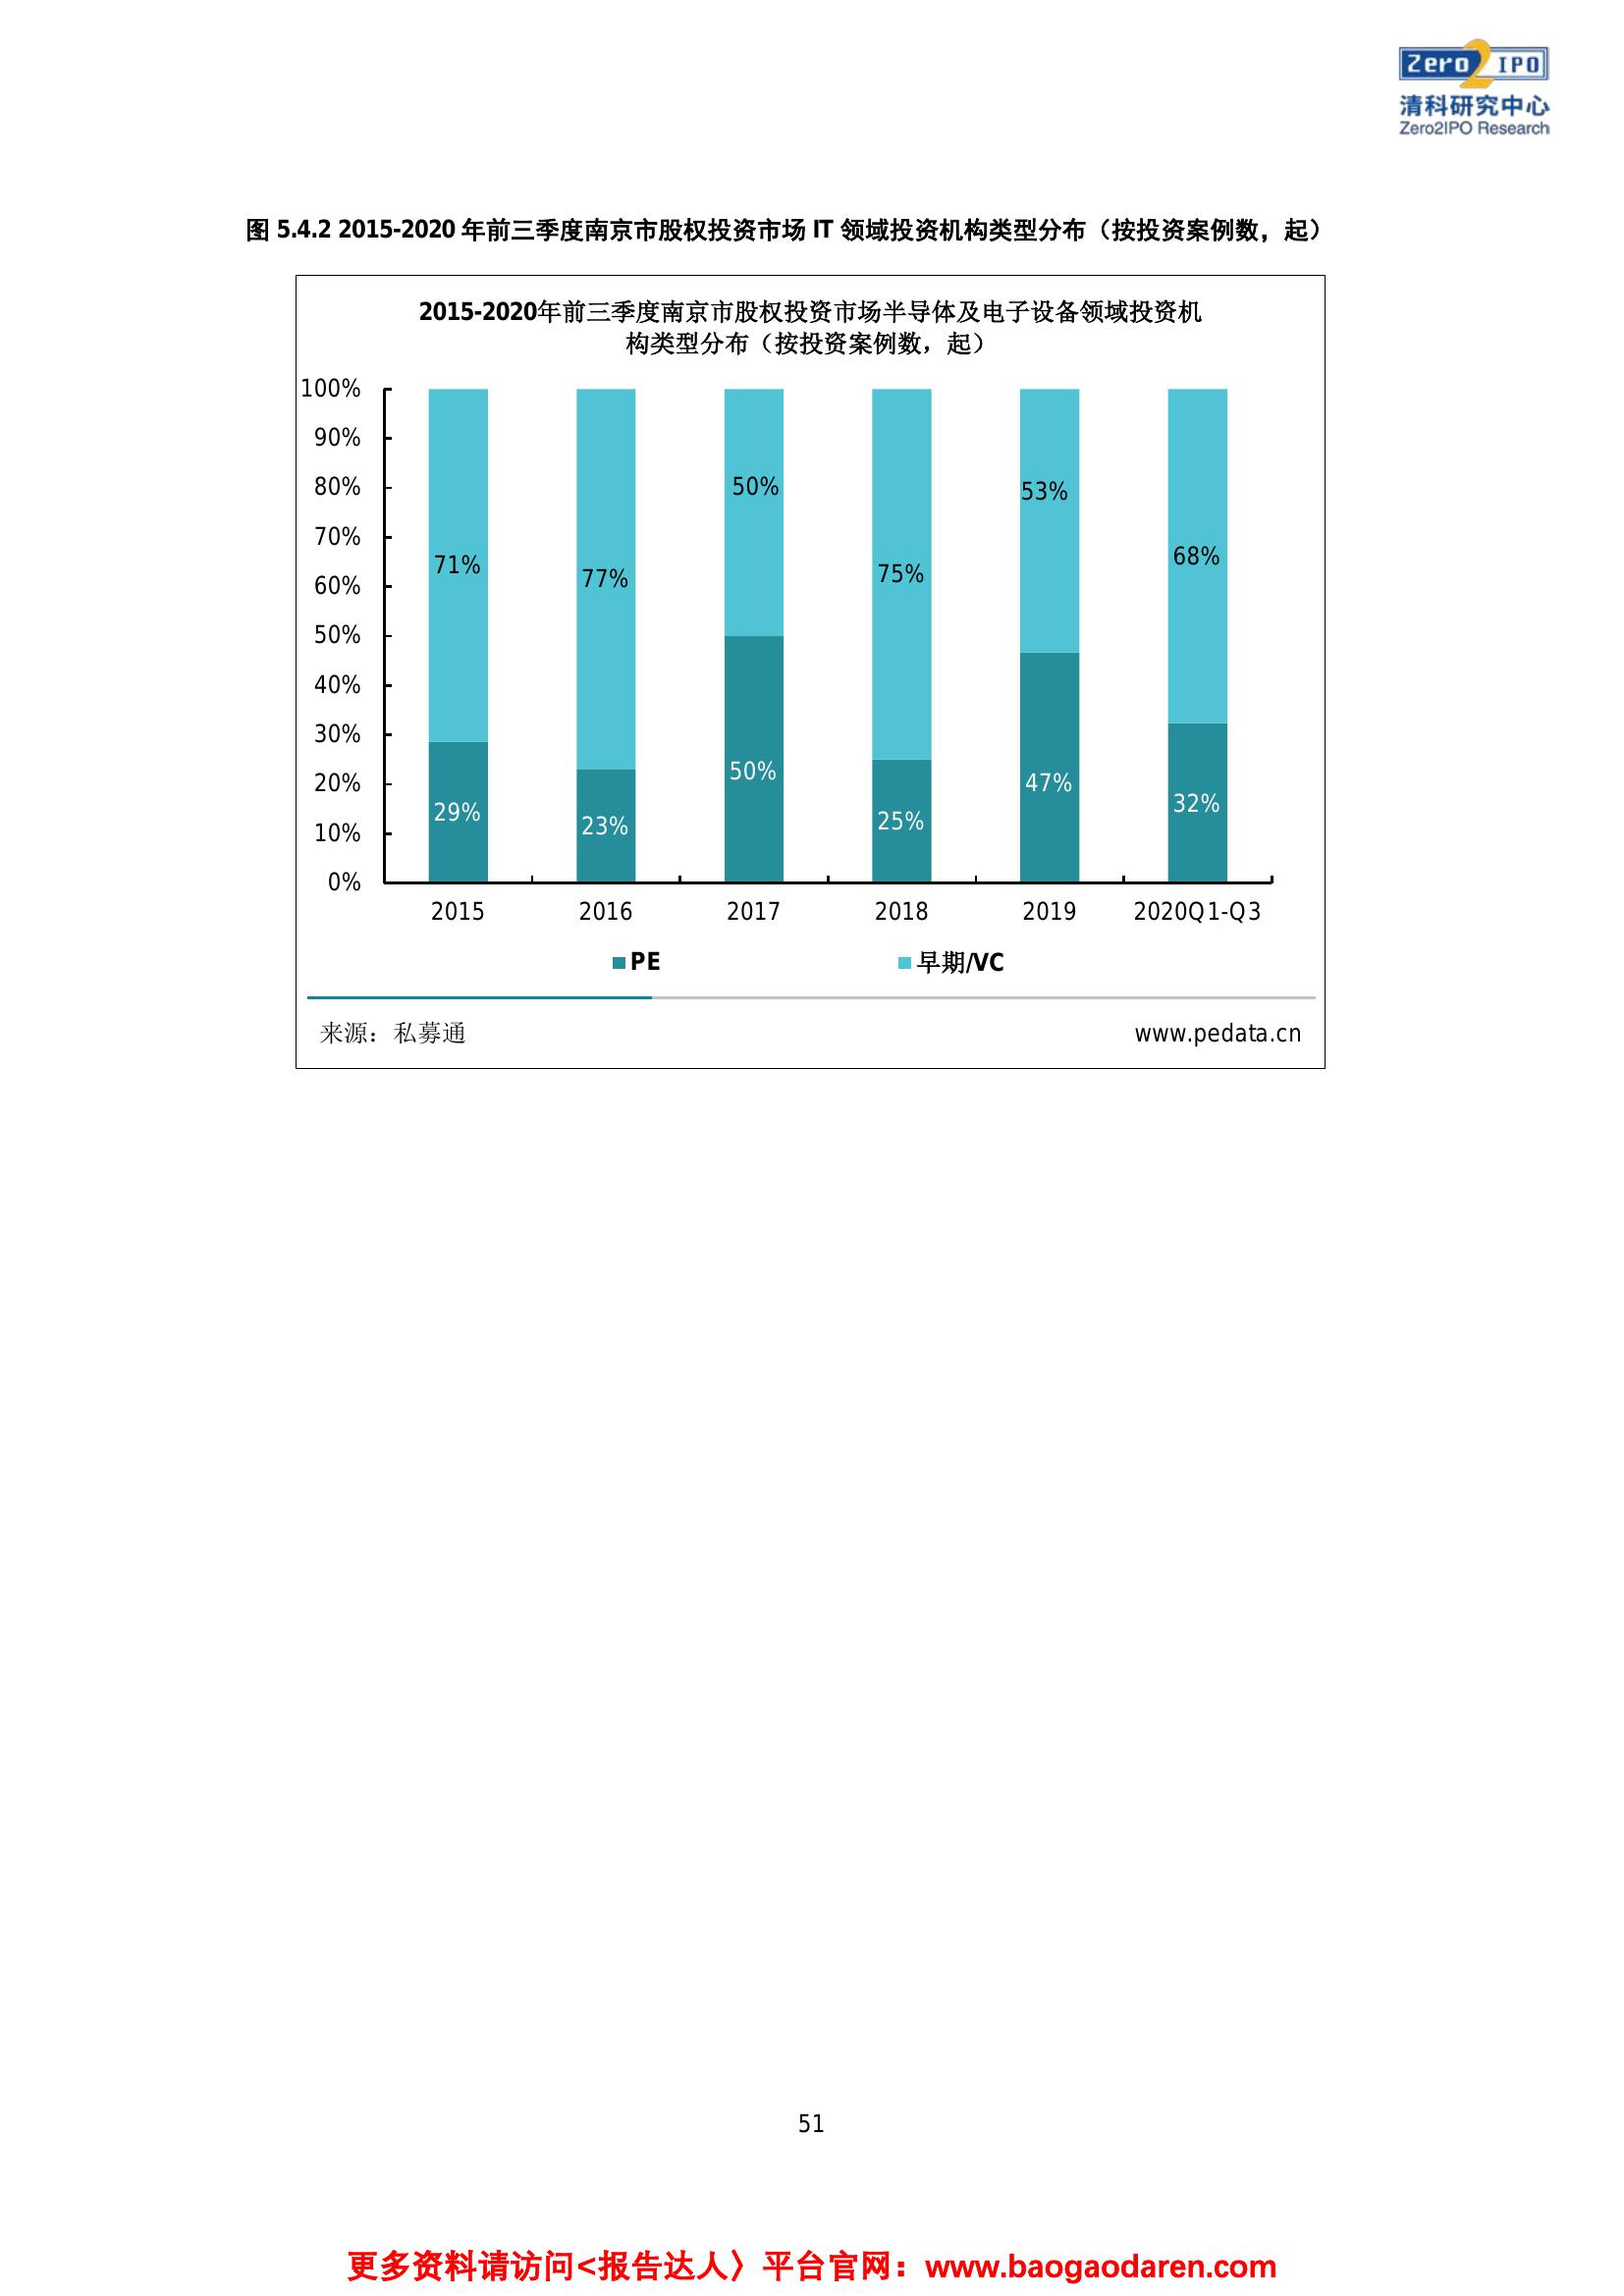 Zero2IPO
清科研究中心
Zero2IPO Research
图 5.4.2 2015-2020 年前三季度南京市股权投资市场 IT 领域投资机构类型分布（按投资案例数，起）
2015-2020年前三季度南京市股权投资市场半导体及电子设备领域投资机
构类型分布（按投资案例数，起）
100%
90%
80%
70%
60%
50%
40%
30%
20%
10%
0%
71%
77%
50%
75%
53%
68%
29%
23%
50%
25%
47%
32%
2015 2016 2017 2018 2019 2020Q1-Q3
PE 早期/VC
来源：私募通 www.pedata.cn
51
更多资料请访问<报告达人〉平台官网：www.baogaodaren.com